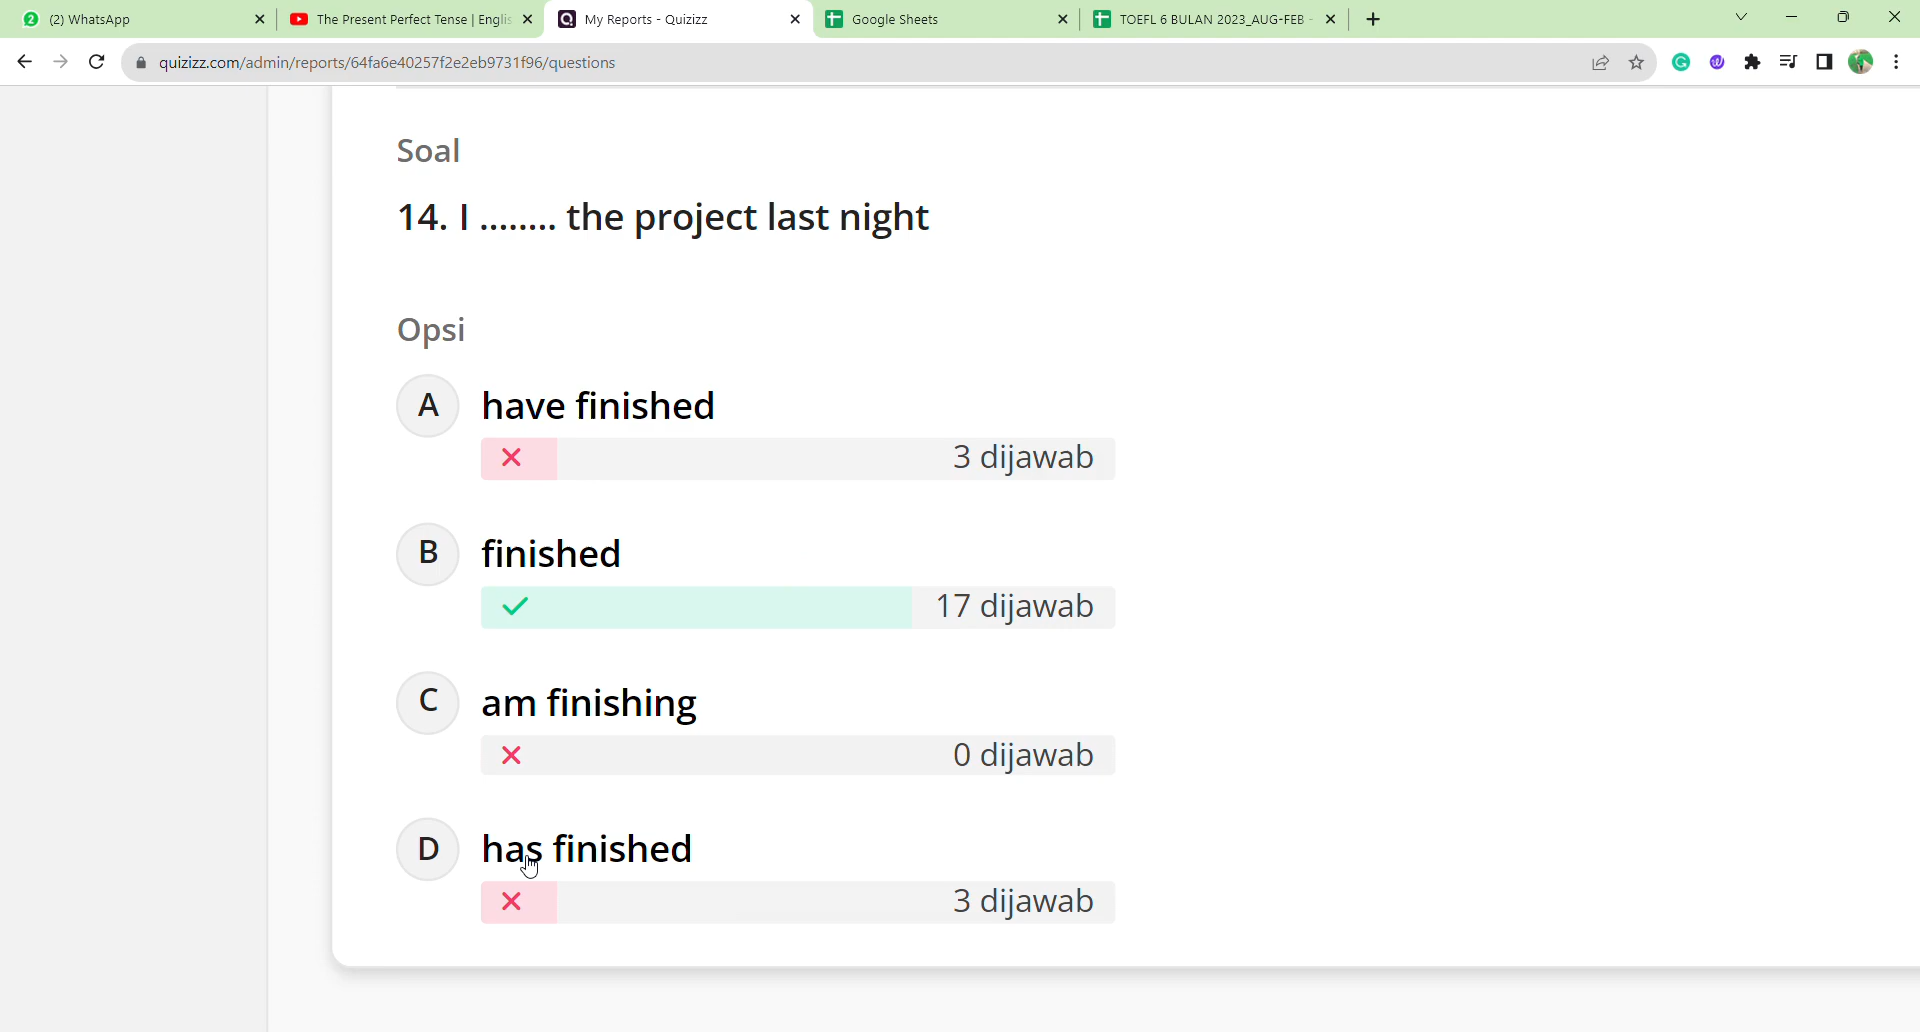 (2) WhatsApp
The Present Perfect Tense | Englis
My Reports - Quizizz
Google Sheets
TOEFL 6 BULAN 2023_AUG-FEB -
quizizz.com/admin/reports/64fa6e40257f2e2eb9731f96/questions
Soal
14. I ........ the project last night
Opsi
A have finished
3 dijawab
B finished
17 dijawab
C am finishing
0 dijawab
D has finished
3 dijawab